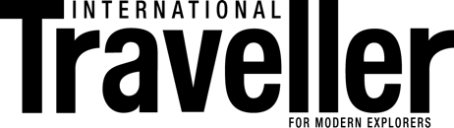 INTERNATIONAL
Traveller
FOR MODERN EXPLORERS